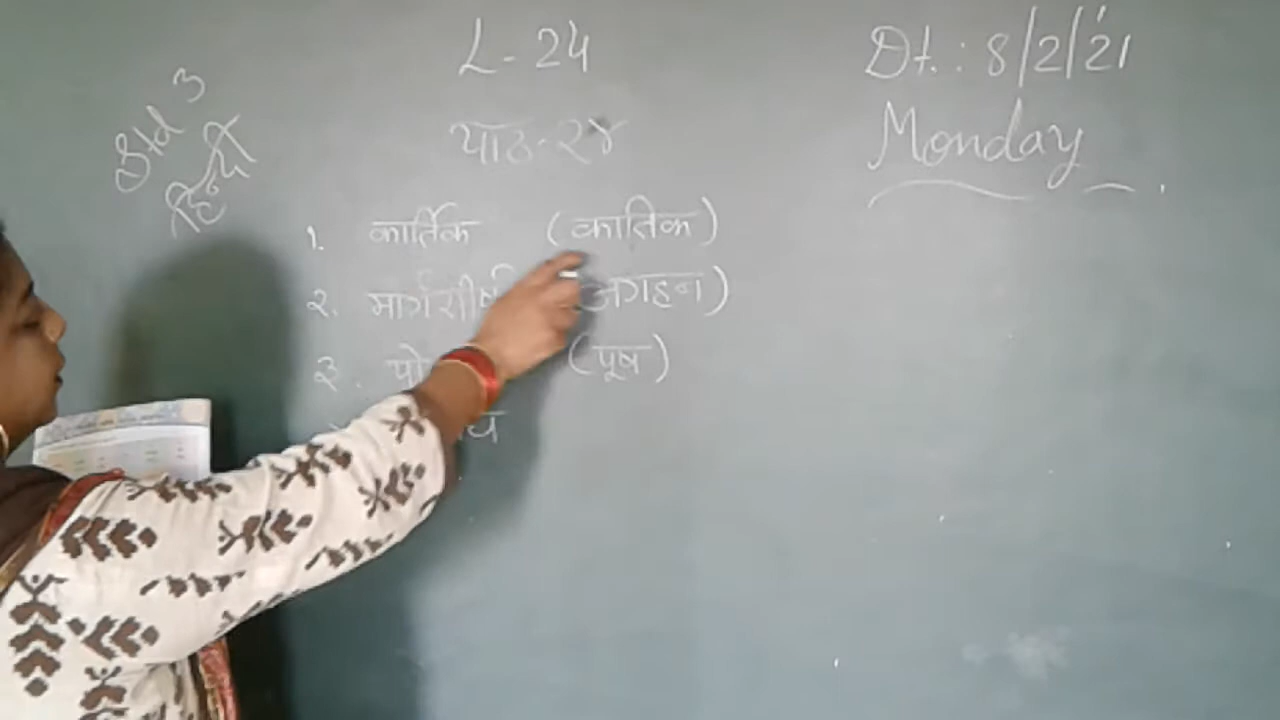 L - 24
Dt. : 8/2/'21
Monday
Std 3
हिन्दी
पाठ - २४
१. कार्तिक (कातिक)
२. मार्गशीर्ष (अगहन)
३. (पूष)